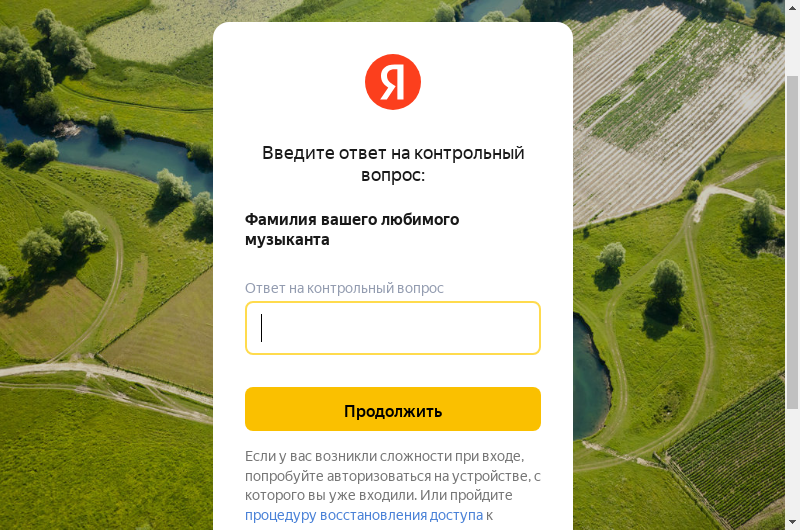 Я
Введите ответ на контрольный
вопрос:
Фамилия вашего любимого
музыканта
Ответ на контрольный вопрос
Продолжить
Если у вас возникли сложности при входе,
попробуйте авторизоваться на устройстве, с
которого вы уже входили. Или пройдите
процедуру восстановления доступа к